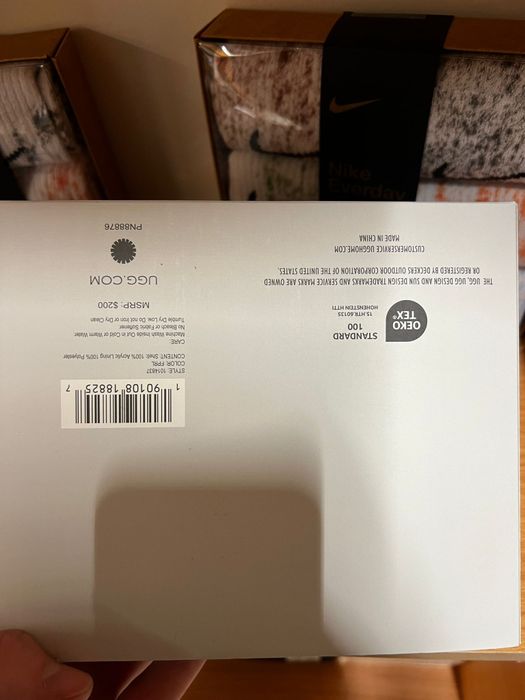 Nike
Everyday
1 90108 18825 7
STYLE: 1014837
COLOR: FPRL
CONTENT: Shell: 100% Acrylic Lining 100% Polyester
CARE:
Machine Wash Inside Out in Cold or Warm Water
No Bleach or Fabric Softener
Tumble Dry Low. Do not Iron or Dry Clean
MSRP: $200
UGG.COM
PN88876
OEKO
TEX®
STANDARD
100
15.HTR.60135
HOHENSTEIN HTTI
THE UGG, UGG DESIGN AND SUN DESIGN TRADEMARKS AND SERVICE MARKS ARE OWNED
OR REGISTERED BY DECKERS OUTDOOR CORPORATION OF THE UNITED STATES.
CUSTOMERSERVICE.UGGHOME.COM
MADE IN CHINA